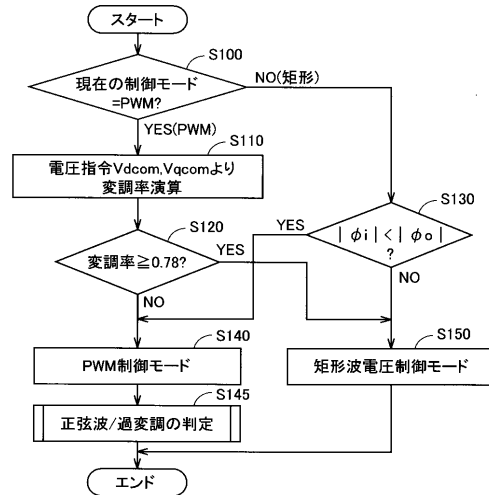 スタート
S100
現在の制御モード
=PWM?
NO(矩形)
YES(PWM)
S110
電圧指令Vdcom,Vqcomより
変調率演算
S120
変調率≧0.78?
YES
NO
S130
|φi|<|φo|
?
YES
NO
S140
PWM制御モード
S150
矩形波電圧制御モード
S145
正弦波/過変調の判定
エンド